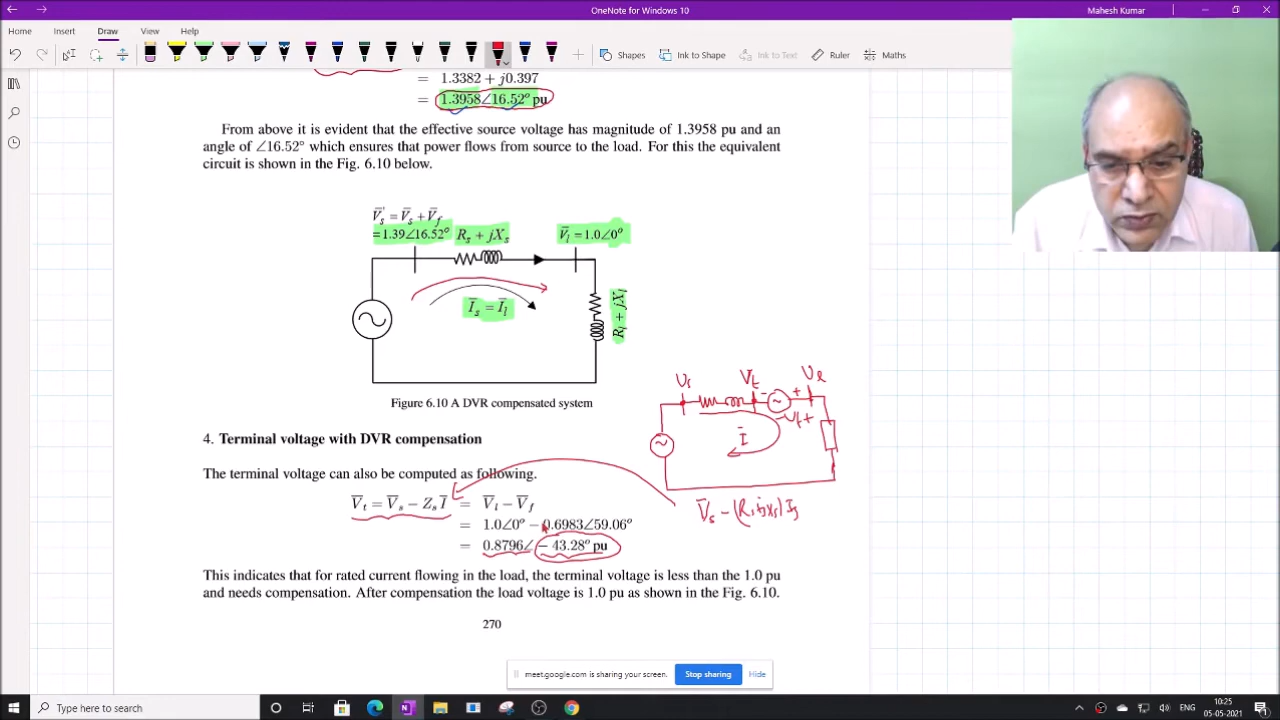 OneNote for Windows 10
Mahesh Kumar
Home Insert Draw View Help
Shapes Ink to Shape Ink to Text Ruler Maths
= 1.3382 + j0.397
= 1.3958∠16.52° pu
From above it is evident that the effective source voltage has magnitude of 1.3958 pu and an
angle of ∠16.52° which ensures that power flows from source to the load. For this the equivalent
circuit is shown in the Fig. 6.10 below.
V̅s' = V̅s + V̅f
=1.39∠16.52° Rs + jXs V̅l = 1.0∠0°
I̅s = I̅l
Rl + jXl
Figure 6.10 A DVR compensated system
Vs Vt - + Vl
- Vf +
I̅
4. Terminal voltage with DVR compensation
The terminal voltage can also be computed as following.
V̅t = V̅s − Zs I̅ = V̅l − V̅f
V̅s - (Rs+jXs) Is
= 1.0∠0° − 0.6983∠59.06°
= 0.8796∠ − 43.28° pu
This indicates that for rated current flowing in the load, the terminal voltage is less than the 1.0 pu
and needs compensation. After compensation the load voltage is 1.0 pu as shown in the Fig. 6.10.
270
meet.google.com is sharing your screen. Stop sharing Hide
Type here to search
ENG
10:25
05-05-2021